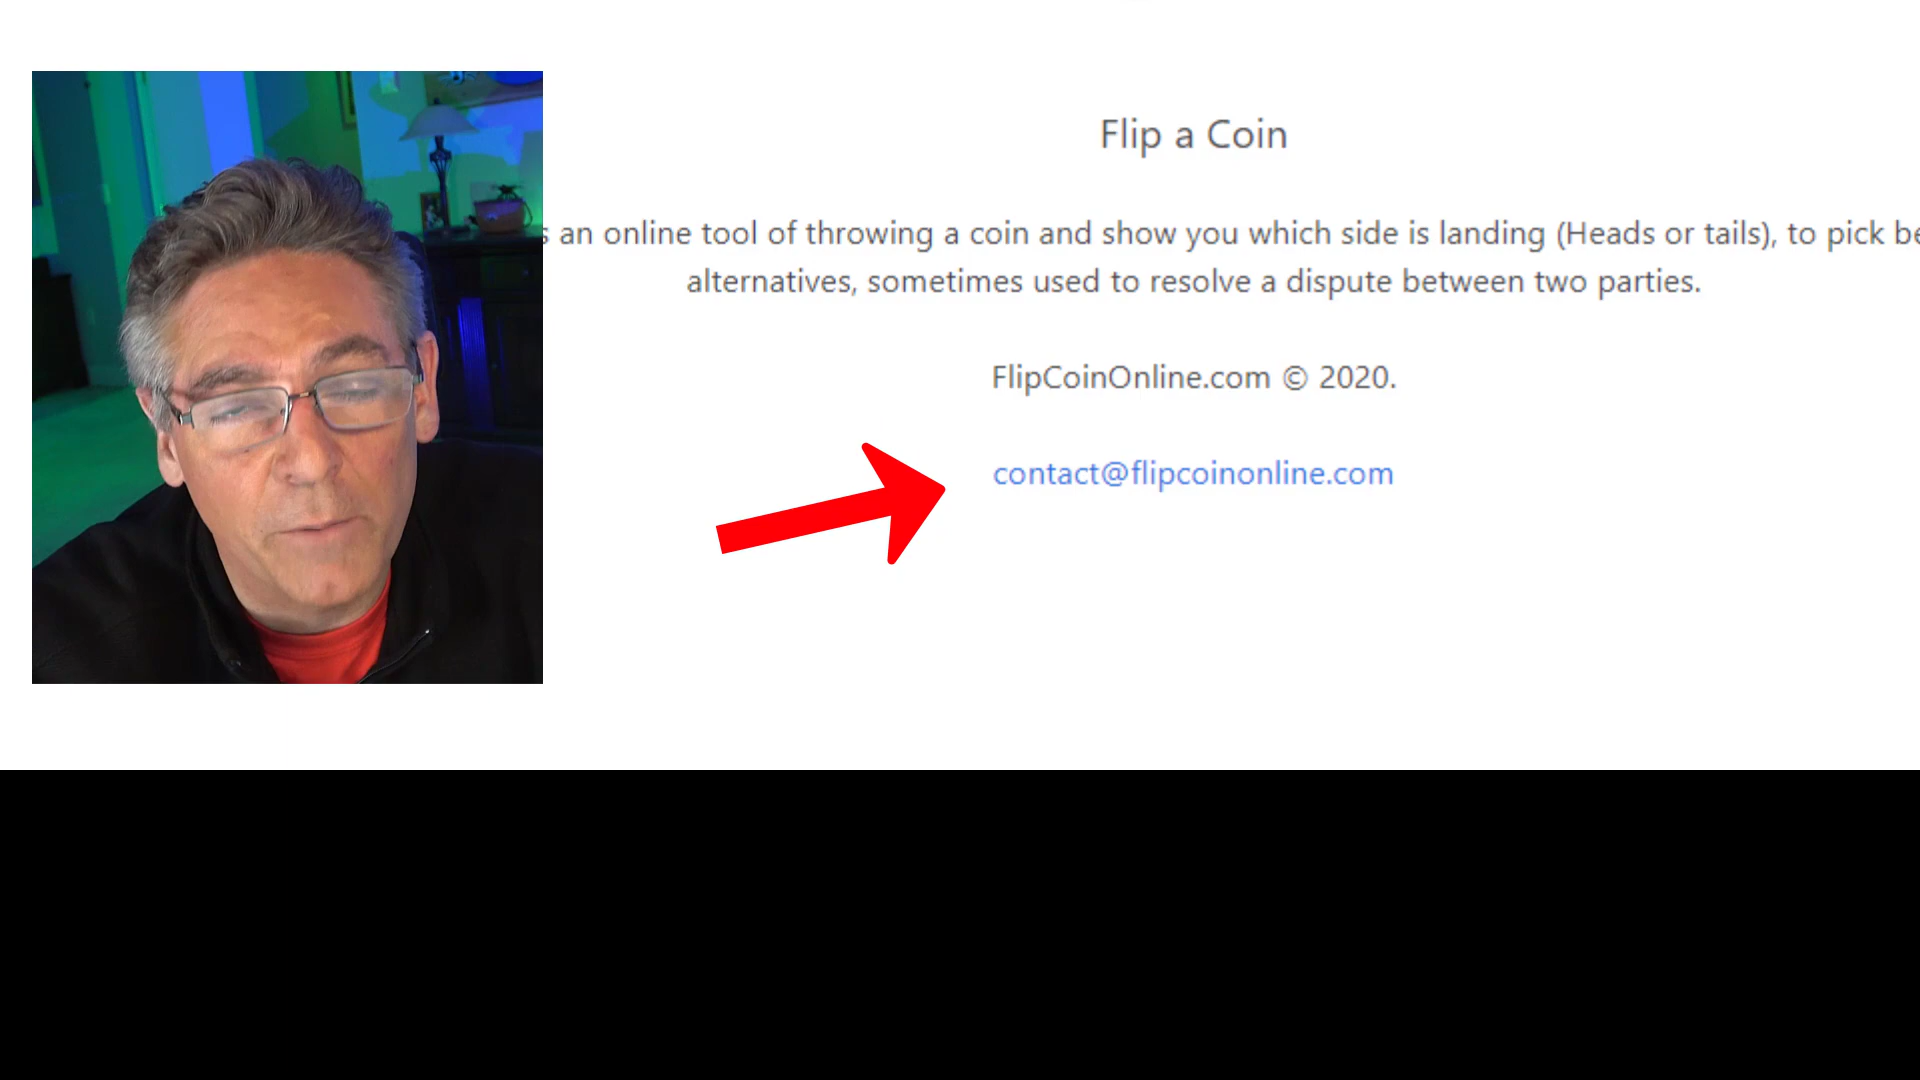 Flip a Coin
s an online tool of throwing a coin and show you which side is landing (Heads or tails), to pick be
alternatives, sometimes used to resolve a dispute between two parties.
FlipCoinOnline.com © 2020.
contact@flipcoinonline.com